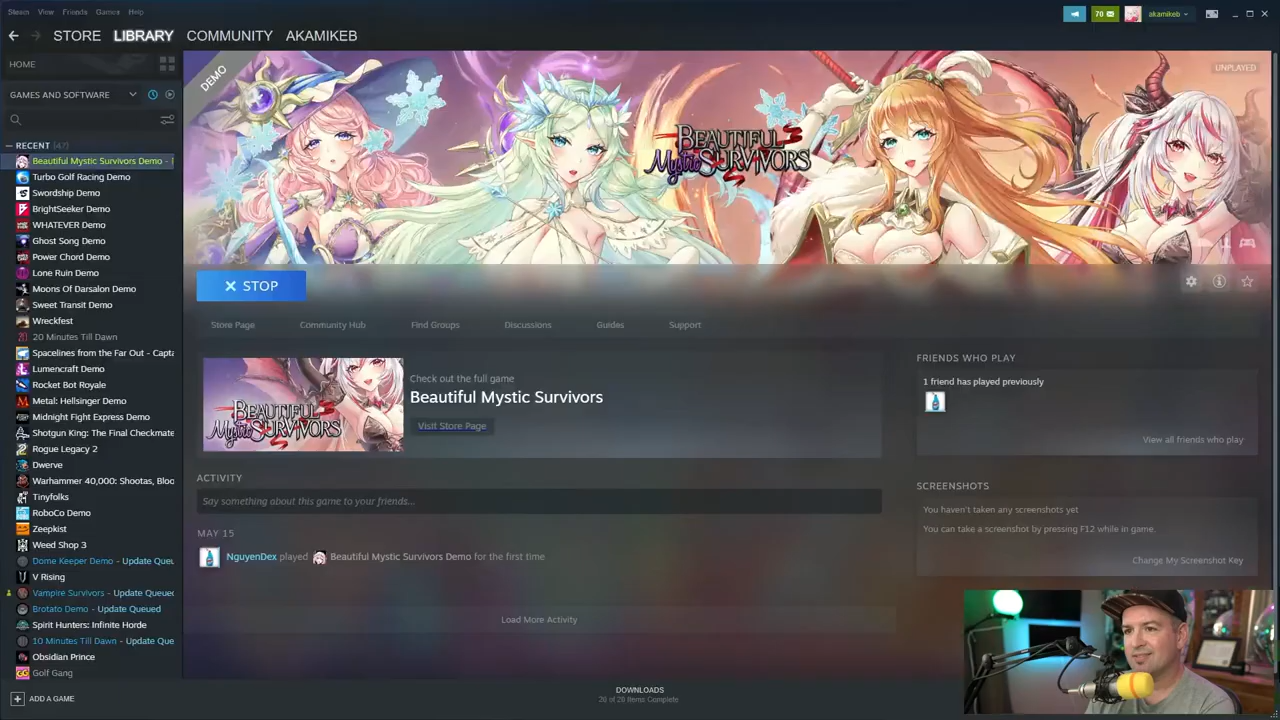 Steam View Friends Games Help
70
akamikeb
STORE LIBRARY COMMUNITY AKAMIKEB
HOME
GAMES AND SOFTWARE
RECENT (47)
Beautiful Mystic Survivors Demo -
Turbo Golf Racing Demo
Swordship Demo
BrightSeeker Demo
WHATEVER Demo
Ghost Song Demo
Power Chord Demo
Lone Ruin Demo
Moons Of Darsalon Demo
Sweet Transit Demo
Wreckfest
20 Minutes Till Dawn
Spacelines from the Far Out - Capta
Lumencraft Demo
Rocket Bot Royale
Metal: Hellsinger Demo
Midnight Fight Express Demo
Shotgun King: The Final Checkmate
Rogue Legacy 2
Dwerve
Warhammer 40,000: Shootas, Bloo
Tinyfolks
RoboCo Demo
Zeepkist
Weed Shop 3
Dome Keeper Demo - Update Queu
V Rising
Vampire Survivors - Update Queued
Brotato Demo - Update Queued
Spirit Hunters: Infinite Horde
10 Minutes Till Dawn - Update Que
Obsidian Prince
Golf Gang
ADD A GAME
DEMO
UNPLAYED
BEAUTIFUL
Mystic SURVIVORS
STOP
Store Page Community Hub Find Groups Discussions Guides Support
BEAUTIFUL
Mystic SURVIVORS
Check out the full game
Beautiful Mystic Survivors
Visit Store Page
ACTIVITY
Say something about this game to your friends...
MAY 15
NguyenDex played Beautiful Mystic Survivors Demo for the first time
Load More Activity
FRIENDS WHO PLAY
1 friend has played previously
View all friends who play
SCREENSHOTS
You haven't taken any screenshots yet
You can take a screenshot by pressing F12 while in game.
Change My Screenshot Key
DOWNLOADS
26 of 26 Items Complete